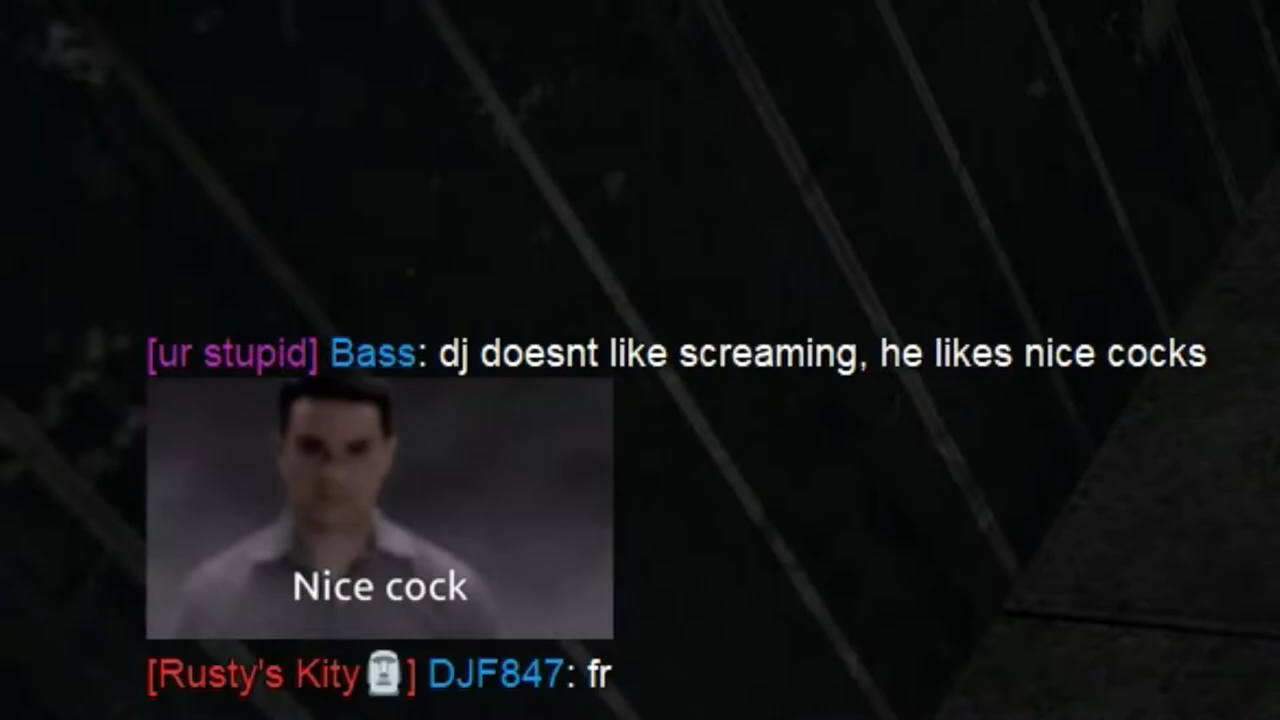 [ur stupid] Bass: dj doesnt like screaming, he likes nice cocks
Nice cock
[Rusty's Kity🗿] DJF847: fr